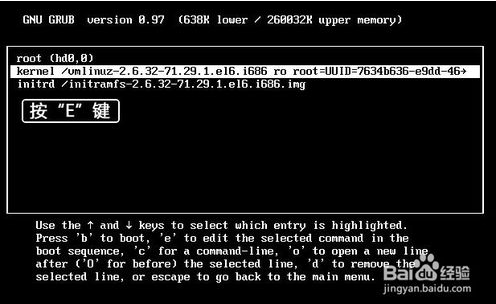 GNU GRUB version 0.97 (638K lower / 260032K upper memory)
root (hd0,0)
kernel /vmlinuz-2.6.32-71.29.1.el6.i686 ro root=UUID=7634b636-e9dd-46→
initrd /initramfs-2.6.32-71.29.1.el6.i686.img
按 “E” 键
Use the ↑ and ↓ keys to select which entry is highlighted.
Press 'b' to boot, 'e' to edit the selected command in the
boot sequence, 'c' for a command-line, 'o' to open a new line
after ('O' for before) the selected line, 'd' to remove the
selected line, or escape to go back to the main menu.
Baidu 百度经验
jingyan.baidu.com